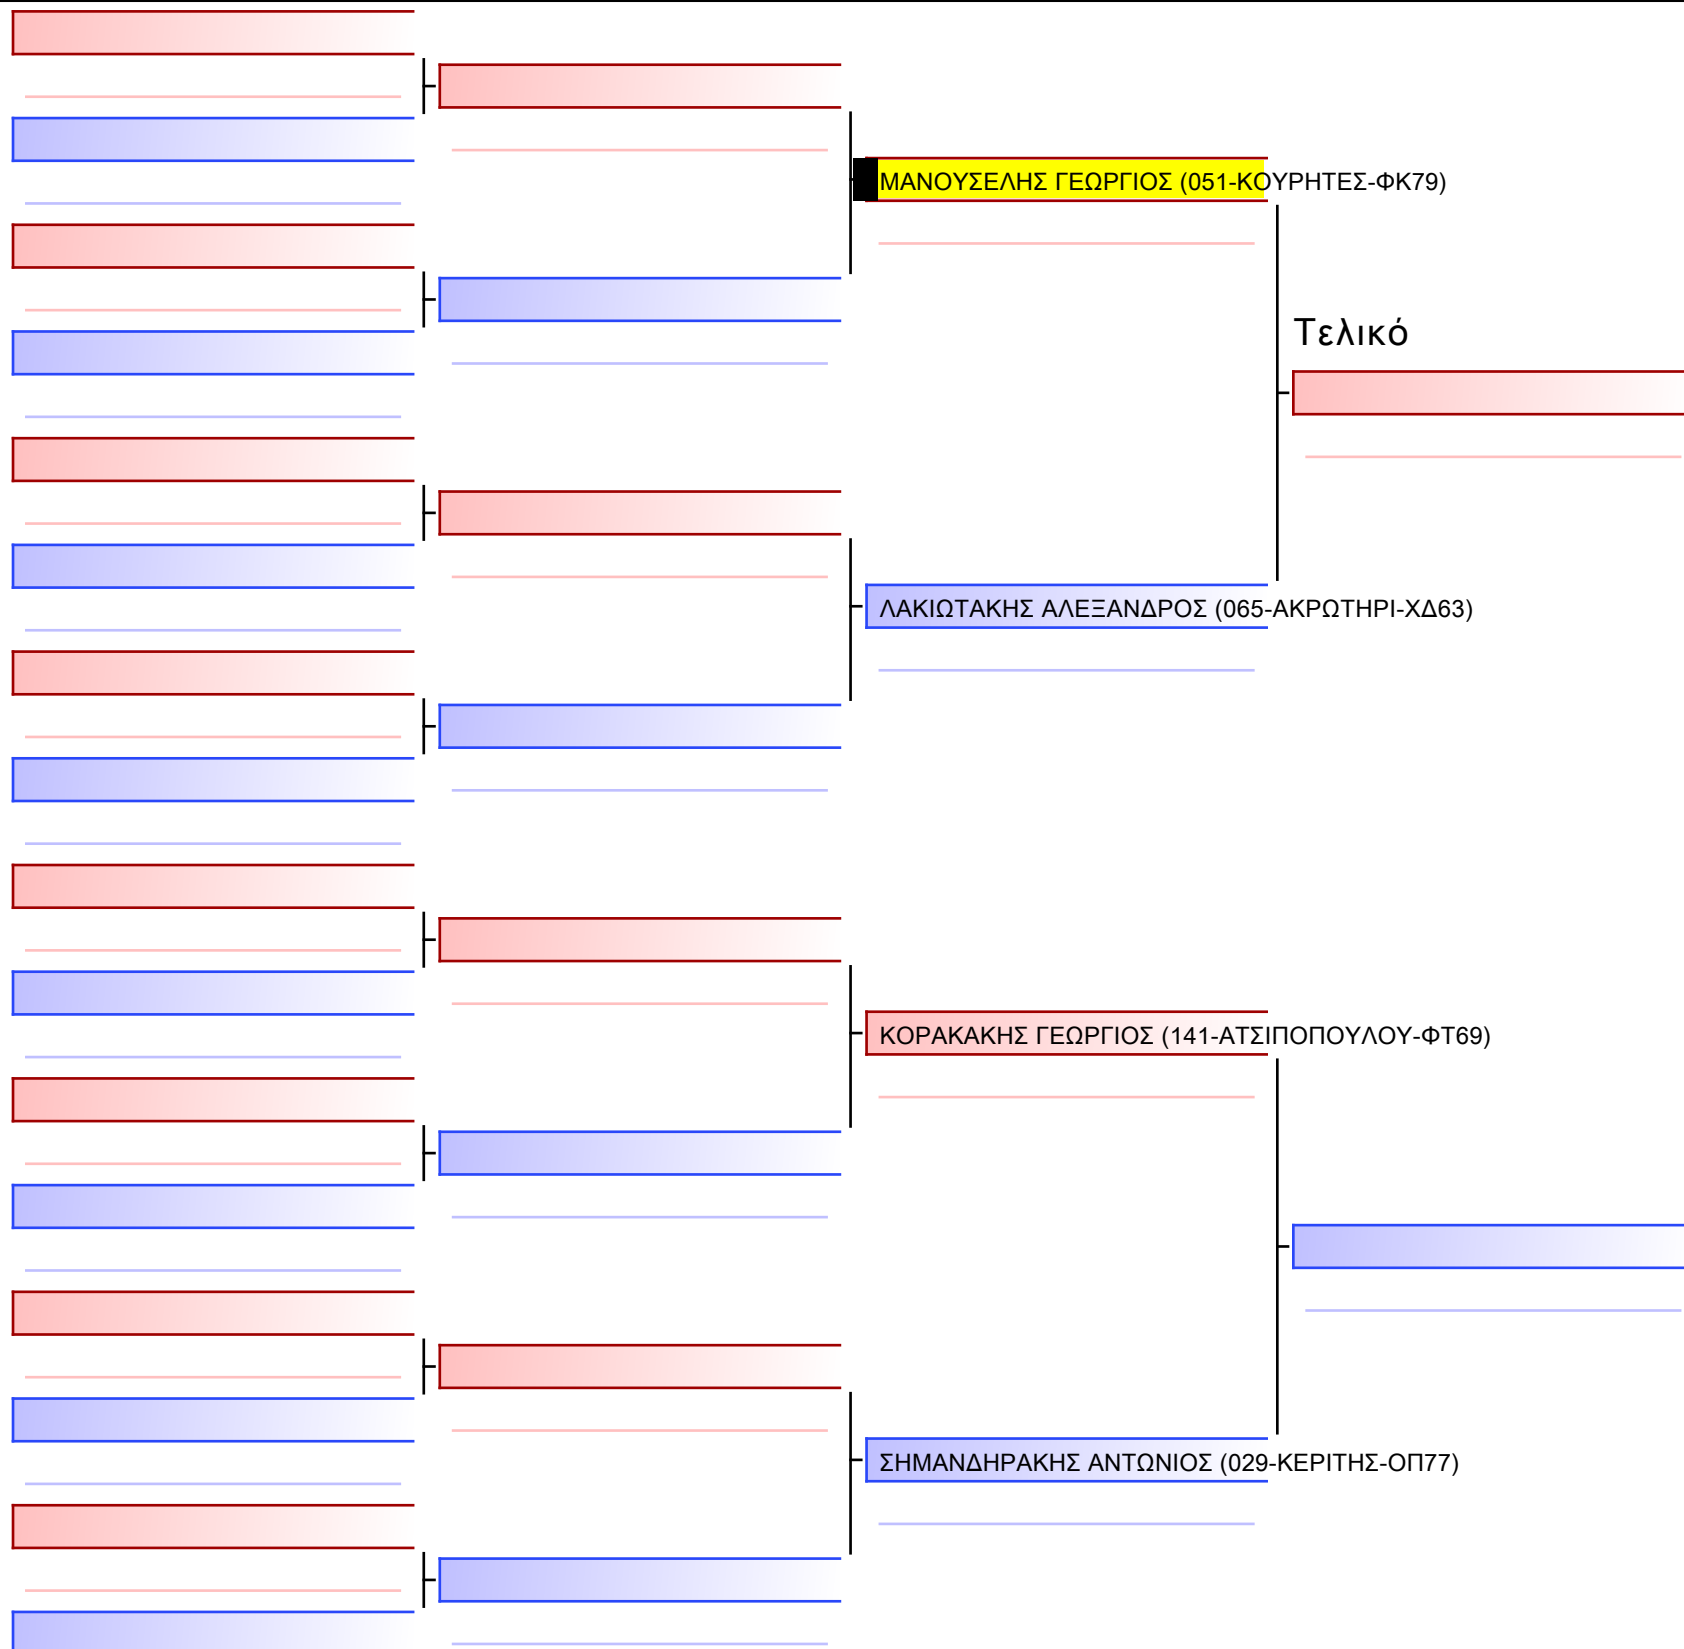 ΜΑΝΟΥΣΕΛΗΣ ΓΕΩΡΓΙΟΣ (051-ΚΟΥΡΗΤΕΣ-ΦΚ79)
Τελικό
ΛΑΚΙΩΤΑΚΗΣ ΑΛΕΞΑΝΔΡΟΣ (065-ΑΚΡΩΤΗΡΙ-ΧΔ63)
ΚΟΡΑΚΑΚΗΣ ΓΕΩΡΓΙΟΣ (141-ΑΤΣΙΠΟΠΟΥΛΟΥ-ΦΤ69)
ΣΗΜΑΝΔΗΡΑΚΗΣ ΑΝΤΩΝΙΟΣ (029-ΚΕΡΙΤΗΣ-ΟΠ77)